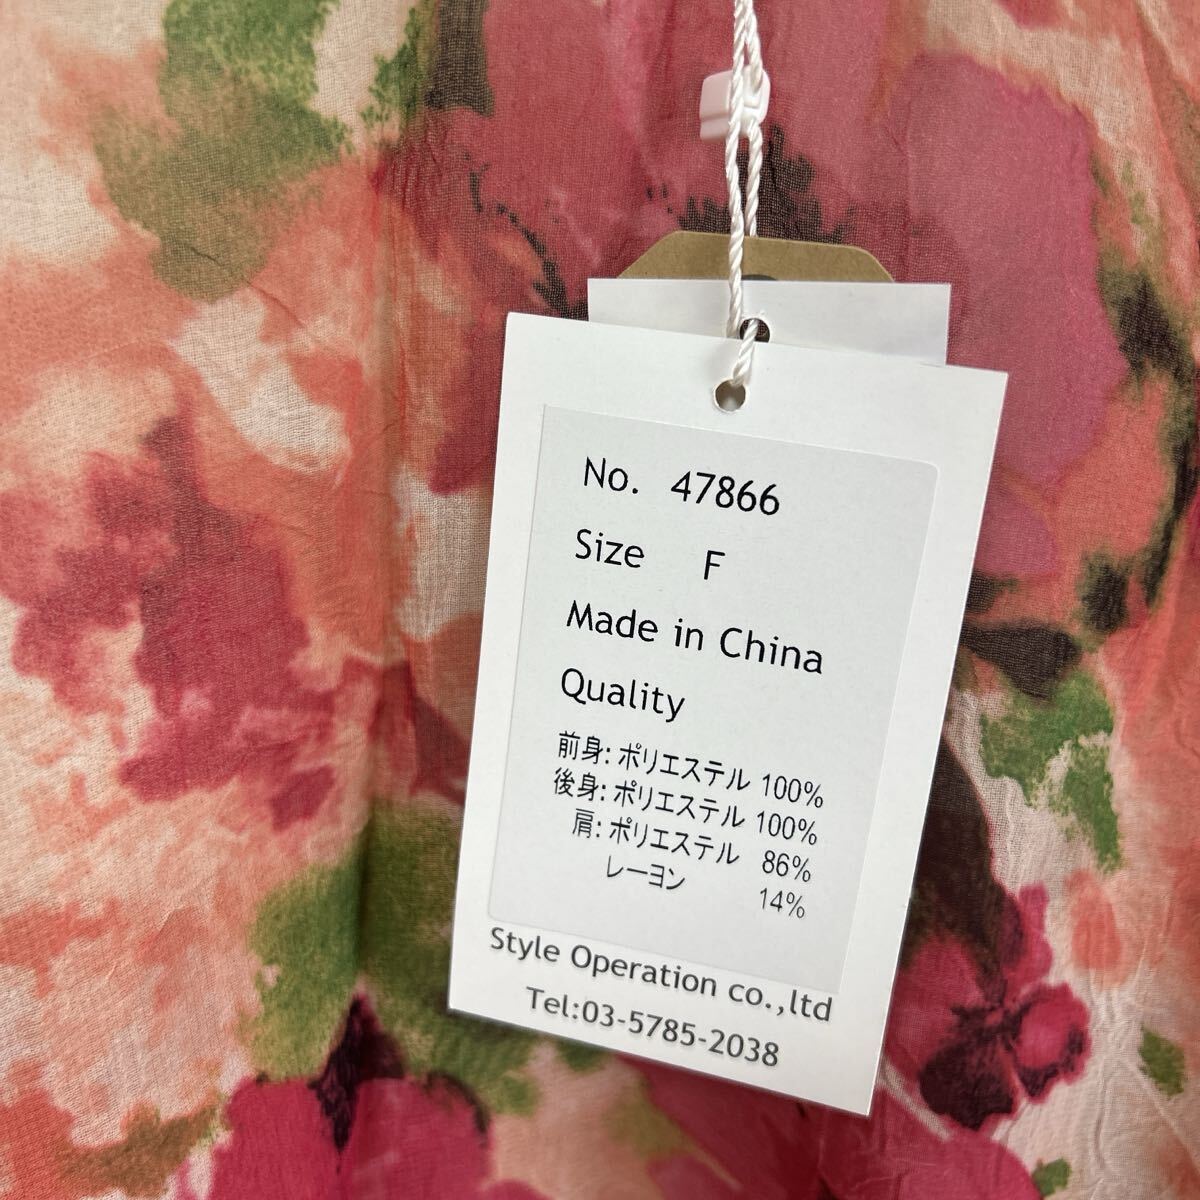 No. 47866
Size F
Made in China
Quality
前身: ポリエステル 100%
後身: ポリエステル 100%
肩: ポリエステル 86%
レーヨン 14%
Style Operation co.,ltd
Tel:03-5785-2038